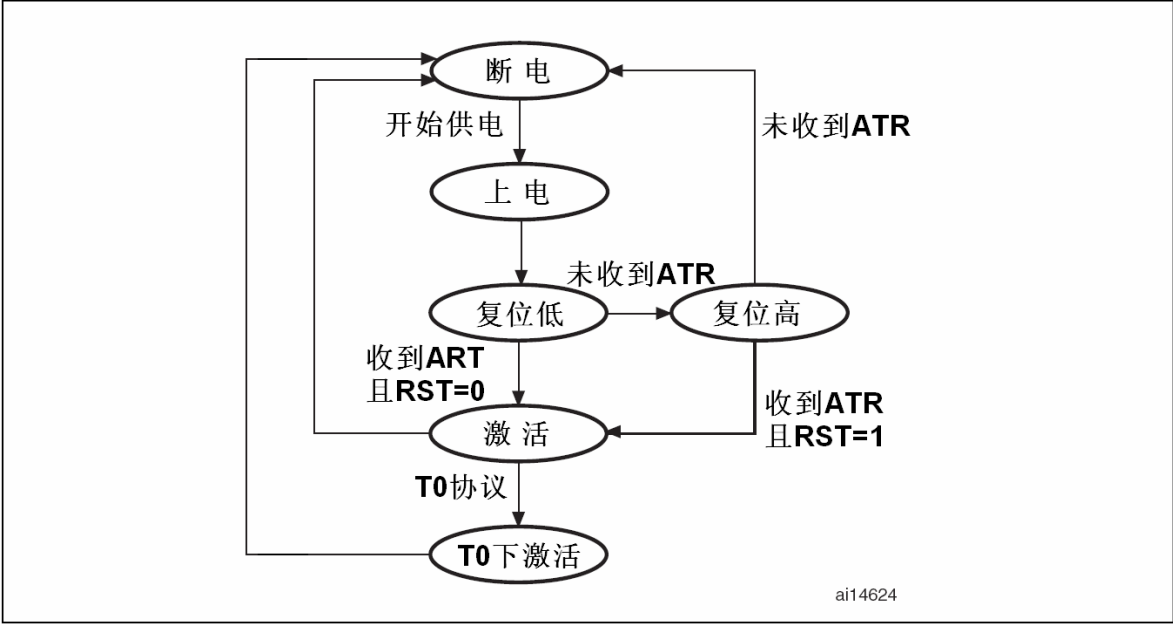 断 电
开始供电
未收到ATR
上 电
未收到ATR
复位低
复位高
收到ART
且RST=0
收到ATR
且RST=1
激 活
T0协议
T0下激活
ai14624